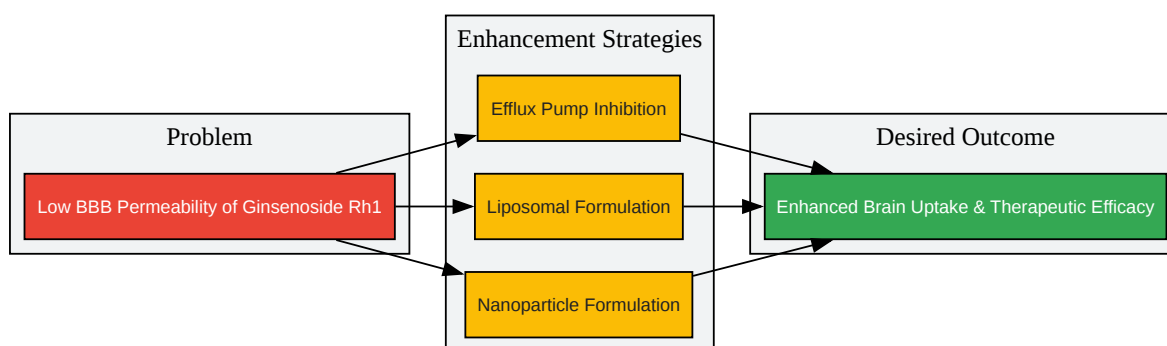 Enhancement Strategies
Efflux Pump Inhibition
Problem
Desired Outcome
Low BBB Permeability of Ginsenoside Rh1
Liposomal Formulation
Enhanced Brain Uptake & Therapeutic Efficacy
Nanoparticle Formulation